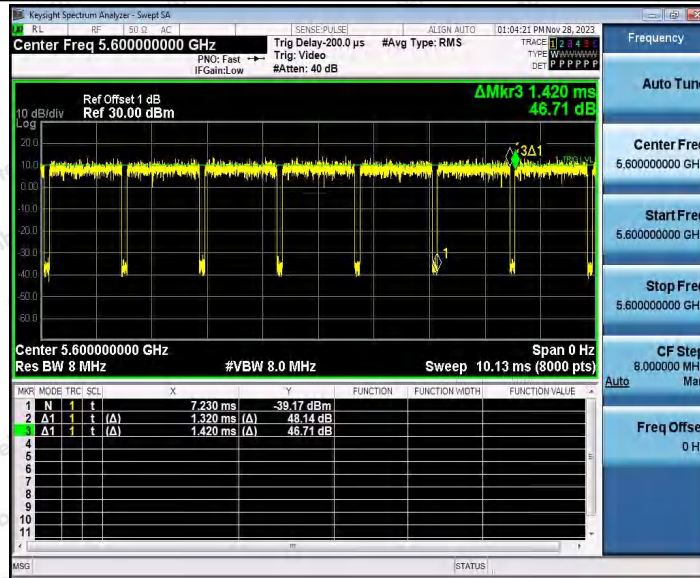 Keysight Spectrum Analyzer - Swept SA
RL RF 50 Ω AC SENSE:PULSE ALIGN AUTO 01:04:21 PM Nov 28, 2023
Center Freq 5.600000000 GHz
PNO: Fast
IFGain:Low
Trig Delay-200.0 µs
Trig: Video
#Atten: 40 dB
#Avg Type: RMS
TRACE 1 2 3 4 5 6
TYPE
DET P P P P P P
Ref Offset 1 dB
10 dB/div Ref 30.00 dBm
Log
ΔMkr3 1.420 ms
46.71 dB
20.0
10.0
0.00
-10.0
-20.0
-30.0
-40.0
-50.0
-60.0
3Δ1
1
Center 5.600000000 GHz Span 0 Hz
Res BW 8 MHz #VBW 8.0 MHz Sweep 10.13 ms (8000 pts)
MKR MODE TRC SCL X Y FUNCTION FUNCTION WIDTH FUNCTION VALUE
1 N 1 t 7.230 ms -39.17 dBm
2 Δ1 1 t (Δ) 1.320 ms (Δ) 48.14 dB
3 Δ1 1 t (Δ) 1.420 ms (Δ) 46.71 dB
4
5
6
7
8
9
10
11
MSG STATUS
Frequency
Auto Tun
Center Fre
5.600000000 GH
Start Fre
5.600000000 GH
Stop Fre
5.600000000 GH
CF Ste
8.000000 MH
Auto Ma
Freq Offse
0 H